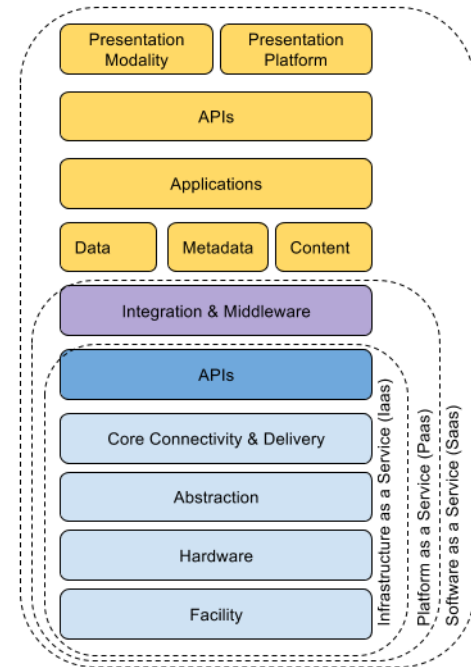 Presentation
Modality
Presentation
Platform
APIs
Applications
Data
Metadata
Content
Integration & Middleware
APIs
Core Connectivity & Delivery
Abstraction
Hardware
Facility
Infrastructure as a Service (Iaas)
Platform as a Service (Paas)
Software as a Service (Saas)